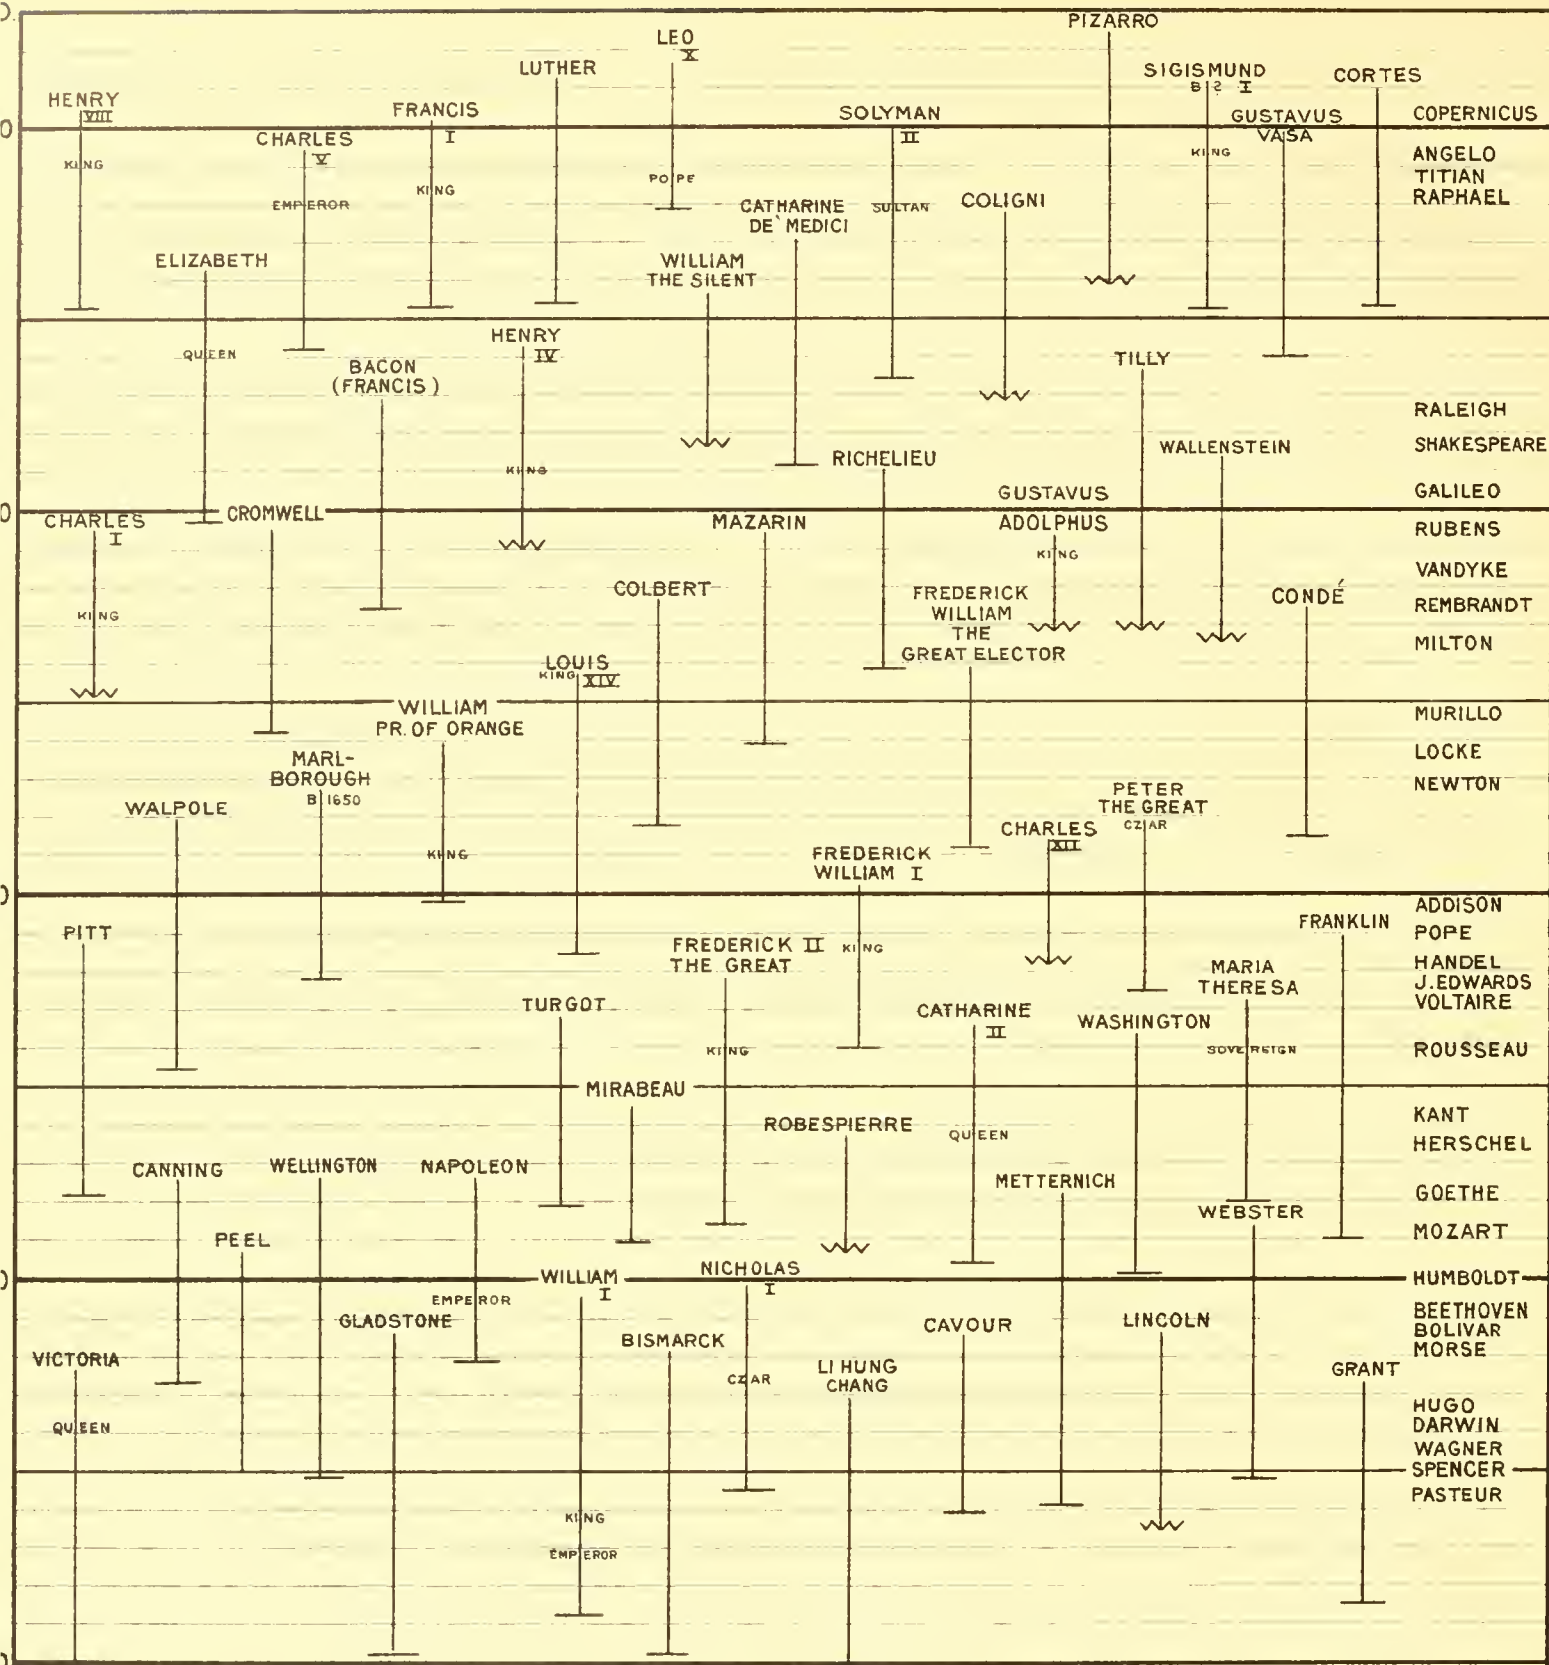 0.
PIZARRO
LEO
X
LUTHER
SIGISMUND
B 2 I
CORTES
HENRY
VIII
FRANCIS
I
SOLYMAN
II
GUSTAVUS
VASA
COPERNICUS
0
CHARLES
V
KING
KING
ANGELO
TITIAN
RAPHAEL
POPE
KING
EMPEROR
SULTAN
COLIGNI
CATHARINE
DE' MEDICI
ELIZABETH
WILLIAM
THE SILENT
HENRY
IV
QUEEN
TILLY
BACON
(FRANCIS)
RALEIGH
SHAKESPEARE
WALLENSTEIN
RICHELIEU
KING
GALILEO
GUSTAVUS
ADOLPHUS
KING
0
CHARLES
I
CROMWELL
MAZARIN
RUBENS
VANDYKE
REMBRANDT
MILTON
COLBERT
FREDERICK
WILLIAM
THE
GREAT ELECTOR
CONDÉ
KING
LOUIS
KING XIV
WILLIAM
PR. OF ORANGE
MURILLO
LOCKE
NEWTON
MARL-
BOROUGH
B 1650
WALPOLE
PETER
THE GREAT
CZAR
CHARLES
XII
KING
FREDERICK
WILLIAM I
0
ADDISON
POPE
HANDEL
J. EDWARDS
VOLTAIRE
PITT
FRANKLIN
FREDERICK II
THE GREAT
KING
MARIA
THERESA
TURGOT
CATHARINE
II
WASHINGTON
KING
SOVEREIGN
ROUSSEAU
MIRABEAU
ROBESPIERRE
QUEEN
KANT
HERSCHEL
CANNING
WELLINGTON
NAPOLEON
METTERNICH
GOETHE
WEBSTER
MOZART
PEEL
0
WILLIAM
I
NICHOLAS
I
HUMBOLDT
EMPEROR
GLADSTONE
BISMARCK
CAVOUR
LINCOLN
BEETHOVEN
BOLIVAR
MORSE
VICTORIA
CZAR
LI HUNG
CHANG
GRANT
QUEEN
HUGO
DARWIN
WAGNER
SPENCER
PASTEUR
KING
EMPEROR
0